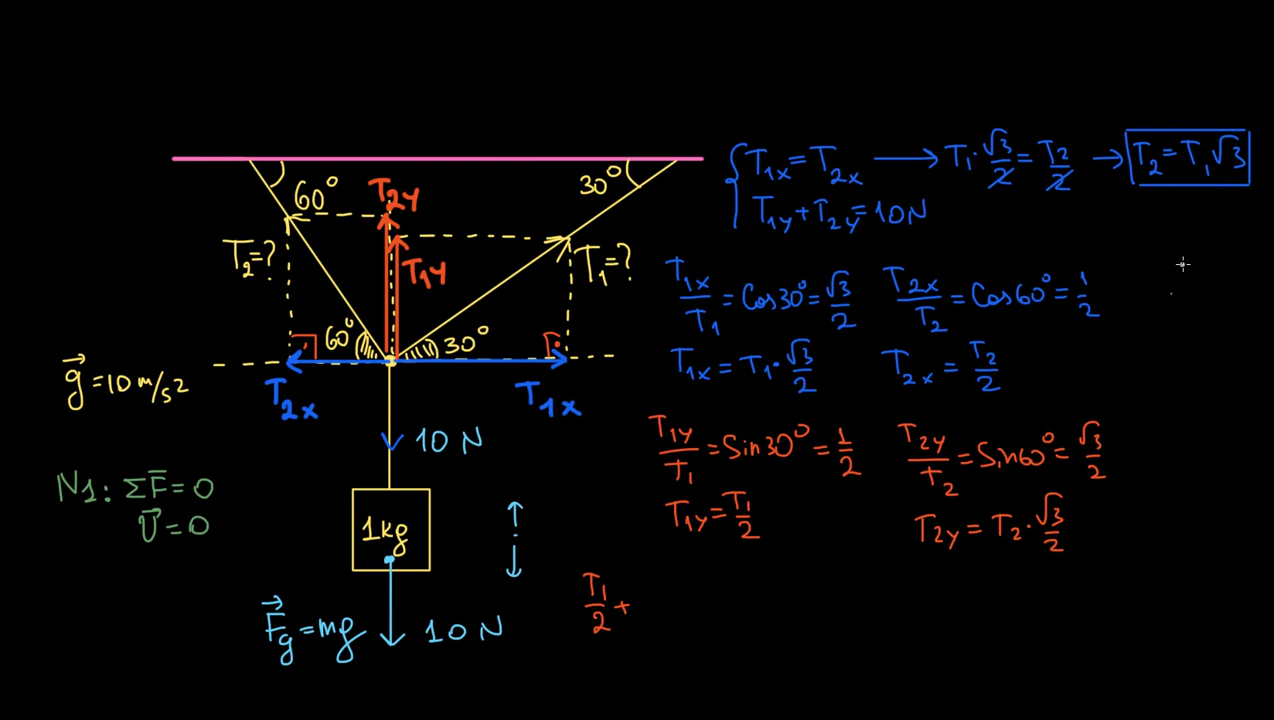 60°
30°
T₂y
T₂=?
T₁y
T₁=?
60°
30°
T₂x
T₁x
g⃗=10m/s2
10 N
N1: ΣF̅=0
V⃗=0
1kg
F⃗g=mg
10 N
{T₁x=T₂x → T₁·√3/2=T₂/2 → T₂=T₁√3
T₁y+T₂y=10N
T₁x/T₁=Cos30°=√3/2
T₁x=T₁·√3/2
T₂x/T₂=Cos60°=1/2
T₂x=T₂/2
T₁y/T₁=Sin30°=1/2
T₁y=T₁/2
T₂y/T₂=Sin60°=√3/2
T₂y=T₂·√3/2
T₁/2+